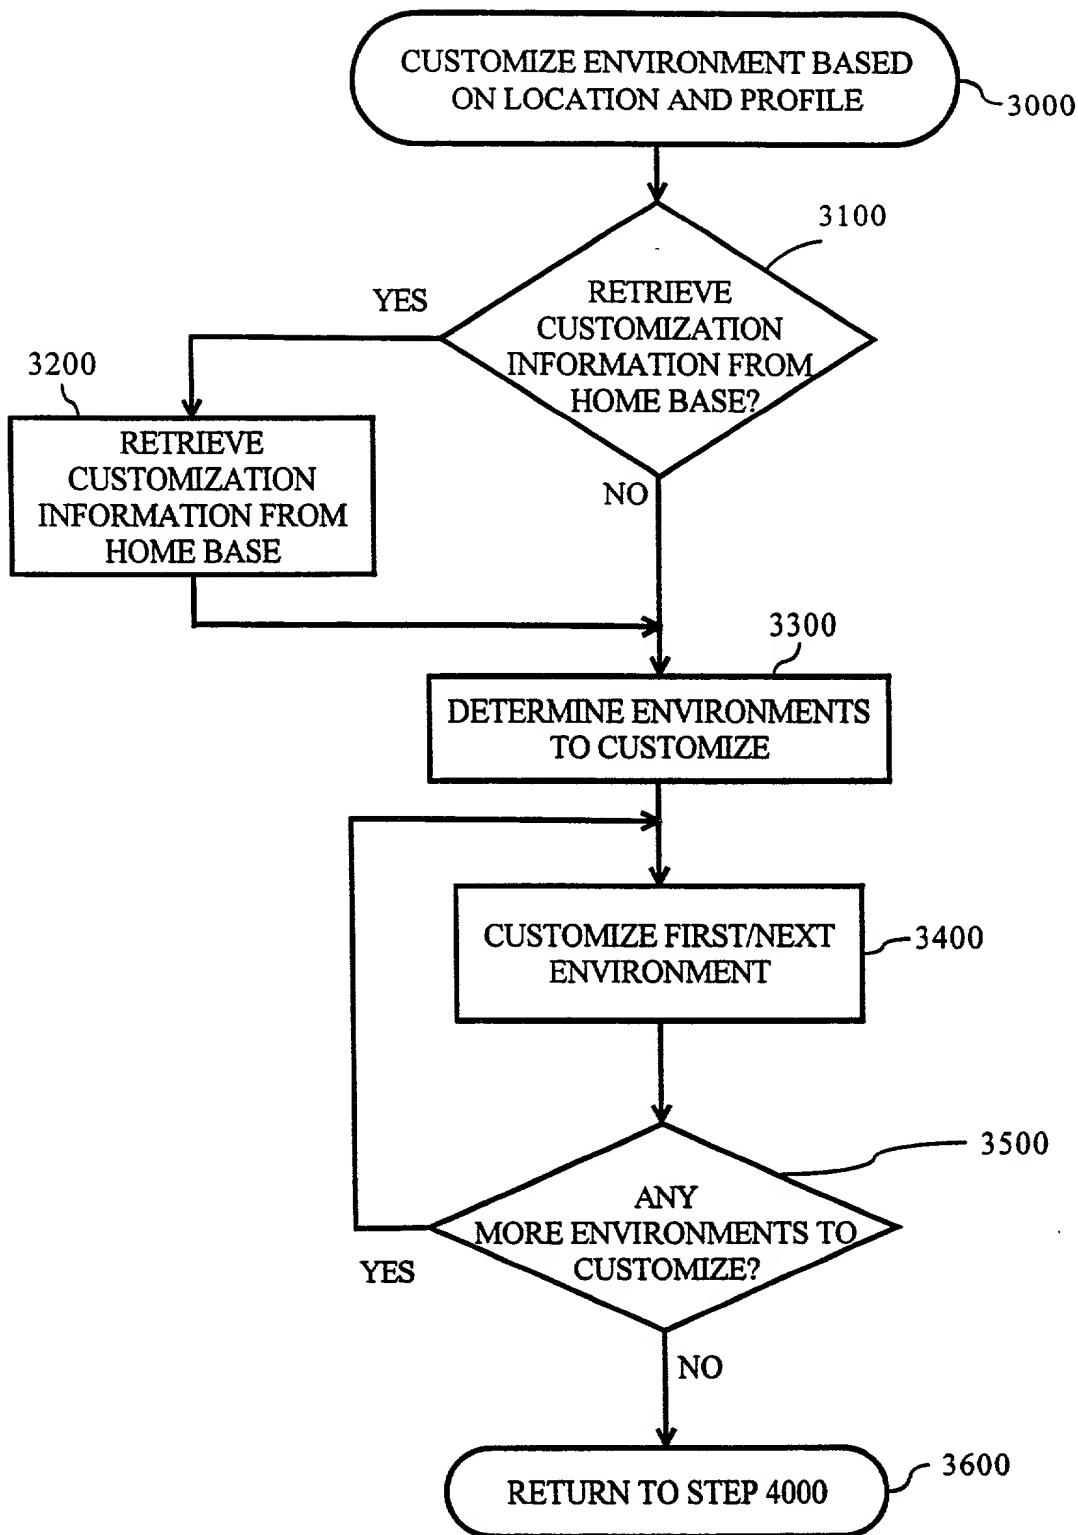 CUSTOMIZE ENVIRONMENT BASED
ON LOCATION AND PROFILE
3000
3100
YES
RETRIEVE
CUSTOMIZATION
INFORMATION FROM
HOME BASE?
3200
RETRIEVE
CUSTOMIZATION
INFORMATION FROM
HOME BASE
NO
3300
DETERMINE ENVIRONMENTS
TO CUSTOMIZE
CUSTOMIZE FIRST/NEXT
ENVIRONMENT
3400
3500
ANY
MORE ENVIRONMENTS TO
CUSTOMIZE?
YES
NO
RETURN TO STEP 4000
3600